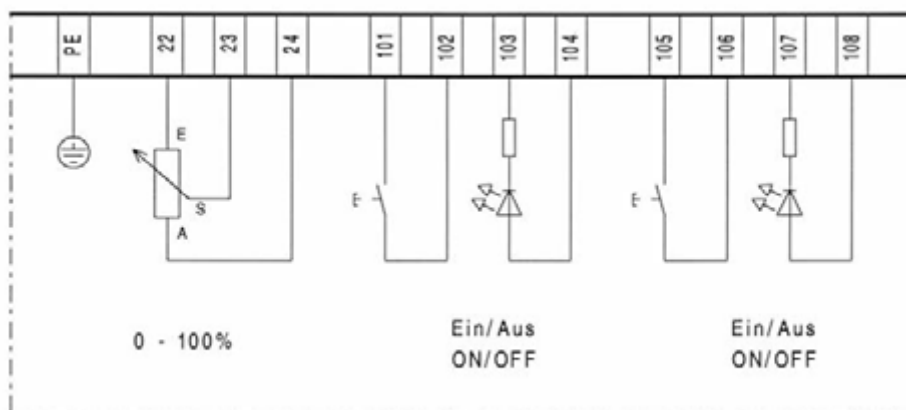 PE 22 23 24 101 102 103 104 105 106 107 108
E
S
A
0 - 100%
Ein/Aus
ON/OFF
Ein/Aus
ON/OFF